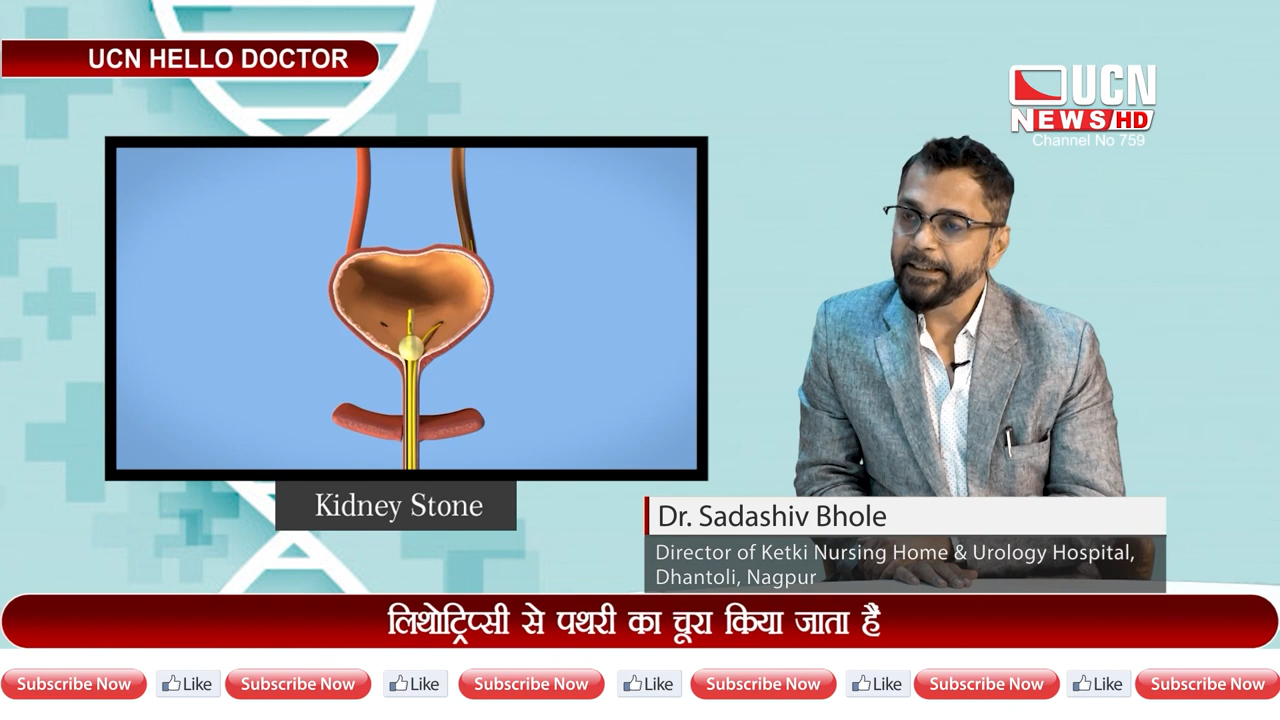 UCN HELLO DOCTOR
UCN
NEWS HD
Channel No 759
Kidney Stone
Dr. Sadashiv Bhole
Director of Ketki Nursing Home & Urology Hospital,
Dhantoli, Nagpur
लिथोट्रिप्सी से पथरी का चूरा किया जाता हैं
Subscribe Now Like Subscribe Now Like Subscribe Now Like Subscribe Now Like Subscribe Now Like Subscribe Now